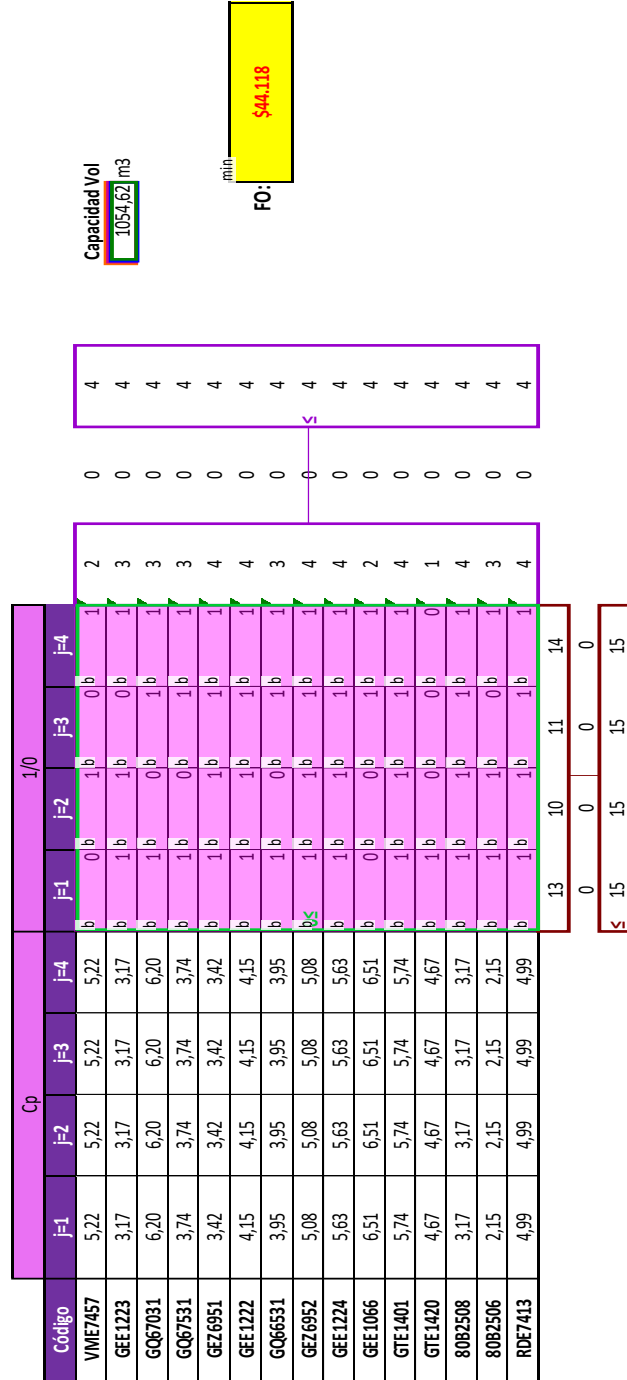 Cp 1/0
Código j=1 j=2 j=3 j=4 j=1 j=2 j=3 j=4
VME7457 5,22 5,22 5,22 5,22 b 0 b 1 b 0 b 1 2 0 4 Capacidad Vol
GEE1223 3,17 3,17 3,17 3,17 b 1 b 1 b 0 b 1 3 0 4 1054,62 m3
GQ67031 6,20 6,20 6,20 6,20 b 1 b 0 b 1 b 1 3 0 4
GQ67531 3,74 3,74 3,74 3,74 b 1 b 0 b 1 b 1 3 0 4
GEZ6951 3,42 3,42 3,42 3,42 b 1 b 1 b 1 b 1 4 0 4
GEE1222 4,15 4,15 4,15 4,15 b 1 b 1 b 1 b 1 4 0 4 min
GQ66531 3,95 3,95 3,95 3,95 b 1 b 0 b 1 b 1 3 0 4 FO: $44.118
GEZ6952 5,08 5,08 5,08 5,08 b ≤ 1 b 1 b 1 b 1 4 0 ≤ 4
GEE1224 5,63 5,63 5,63 5,63 b 1 b 1 b 1 b 1 4 0 4
GEE1066 6,51 6,51 6,51 6,51 b 0 b 0 b 1 b 1 2 0 4
GTE1401 5,74 5,74 5,74 5,74 b 1 b 1 b 1 b 1 4 0 4
GTE1420 4,67 4,67 4,67 4,67 b 1 b 0 b 0 b 0 1 0 4
80B2508 3,17 3,17 3,17 3,17 b 1 b 1 b 1 b 1 4 0 4
80B2506 2,15 2,15 2,15 2,15 b 1 b 1 b 0 b 1 3 0 4
RDE7413 4,99 4,99 4,99 4,99 b 1 b 1 b 1 b 1 4 0 4
13 10 11 14
0 0 0 0
≤ 15 15 15 15